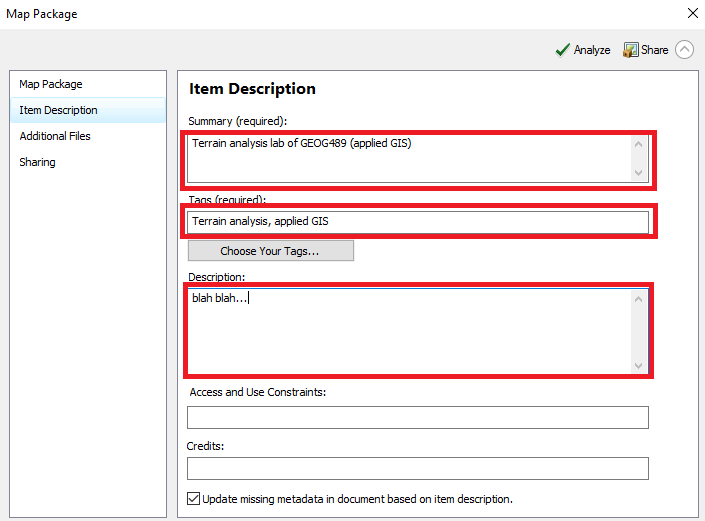 Map Package
Analyze Share
Map Package
Item Description
Additional Files
Sharing
Item Description
Summary (required):
Terrain analysis lab of GEOG489 (applied GIS)
Tags (required):
Terrain analysis, applied GIS
Choose Your Tags...
Description:
blah blah...
Access and Use Constraints:
Credits:
Update missing metadata in document based on item description.